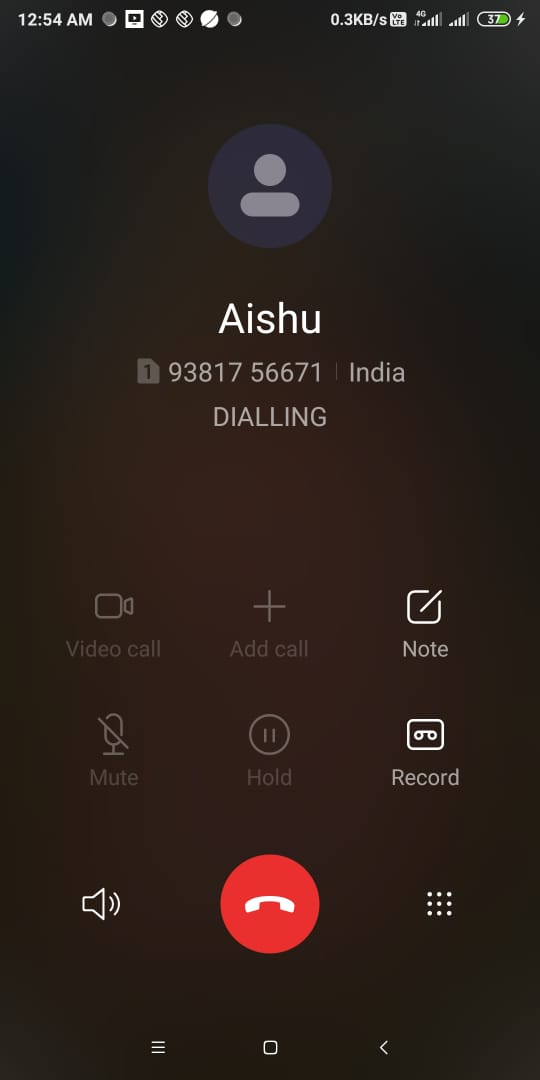 12:54 AM 0.3KB/s Vo LTE 4G 37
Aishu
1 93817 56671 India
DIALLING
Video call Add call Note
Mute Hold Record